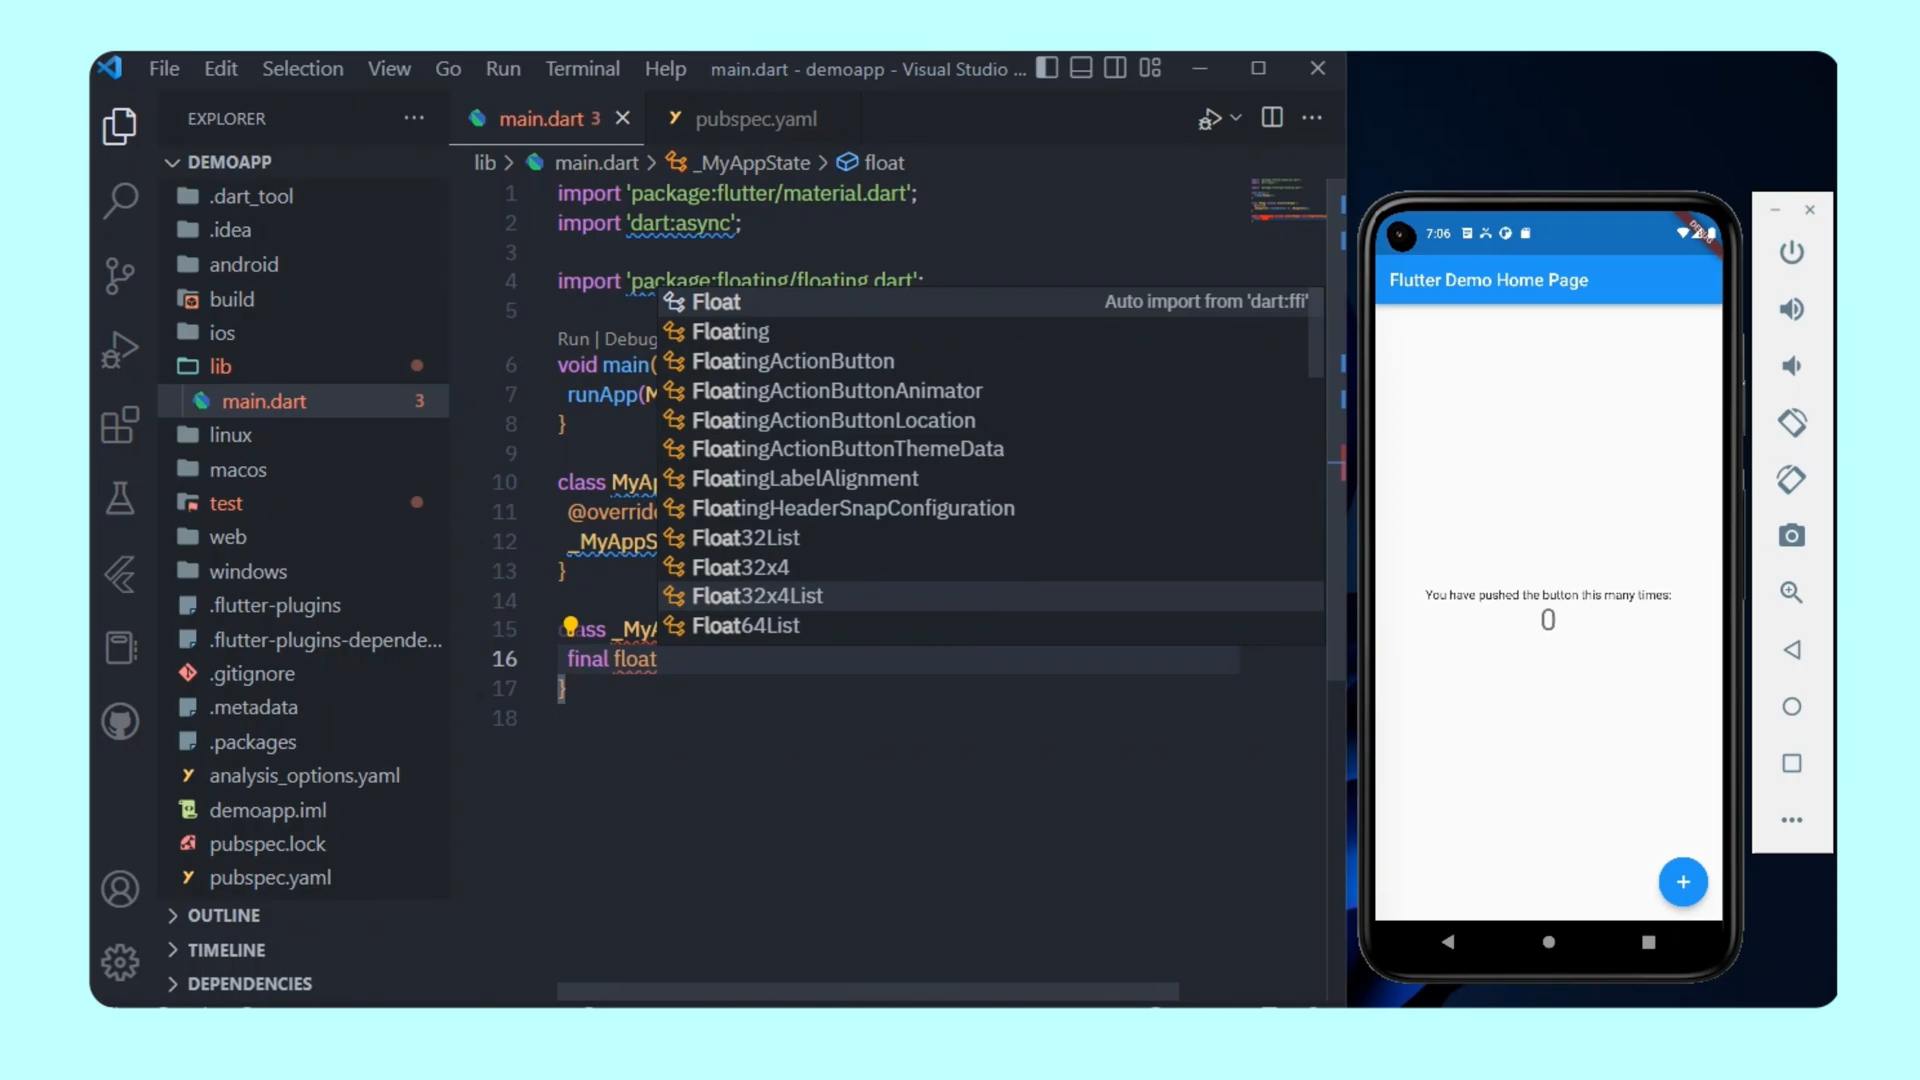 File Edit Selection View Go Run Terminal Help main.dart - demoapp - Visual Studio ...
EXPLORER
main.dart 3
pubspec.yaml
DEMOAPP
.dart_tool
.idea
android
build
ios
lib
main.dart 3
linux
macos
test
web
windows
.flutter-plugins
.flutter-plugins-depende...
.gitignore
.metadata
.packages
analysis_options.yaml
demoapp.iml
pubspec.lock
pubspec.yaml
OUTLINE
TIMELINE
DEPENDENCIES
lib > main.dart > _MyAppState > float
1 import 'package:flutter/material.dart';
2 import 'dart:async';
3
4 import 'package:floating/floating.dart';
5
Run | Debug
6 void main(
7 runApp(M
8 }
9
10 class MyAp
11 @override
12 _MyAppS
13 }
14
15 class _MyA
16 final float
17 }
18
Float Auto import from 'dart:ffi'
Floating
FloatingActionButton
FloatingActionButtonAnimator
FloatingActionButtonLocation
FloatingActionButtonThemeData
FloatingLabelAlignment
FloatingHeaderSnapConfiguration
Float32List
Float32x4
Float32x4List
Float64List
7:06
DEBUG
Flutter Demo Home Page
You have pushed the button this many times:
0
+